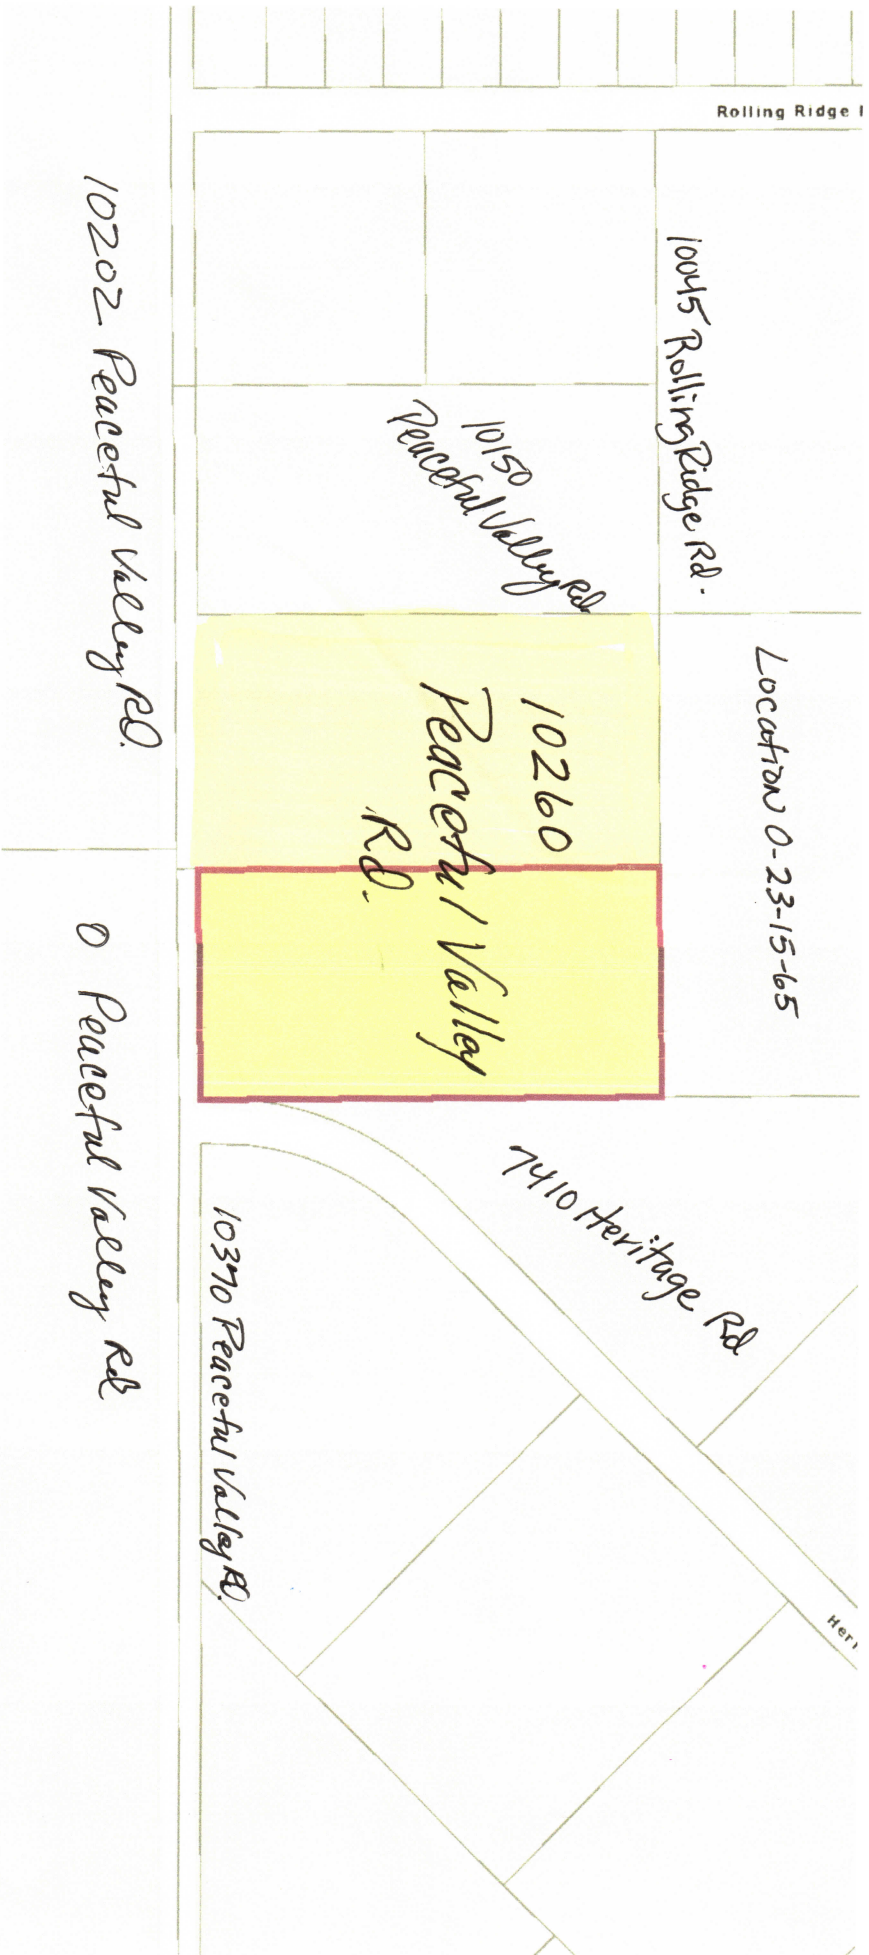 Rolling Ridge
10045 Rolling Ridge Rd.
10150
Peaceful Valley Rd
10202 Peaceful Valley RD.
Location 0-23-15-65
10260
Peaceful Valley
RD.
0 Peaceful Valley Rd
7410 Heritage Rd
10370 Peaceful Valley RD.
Heri